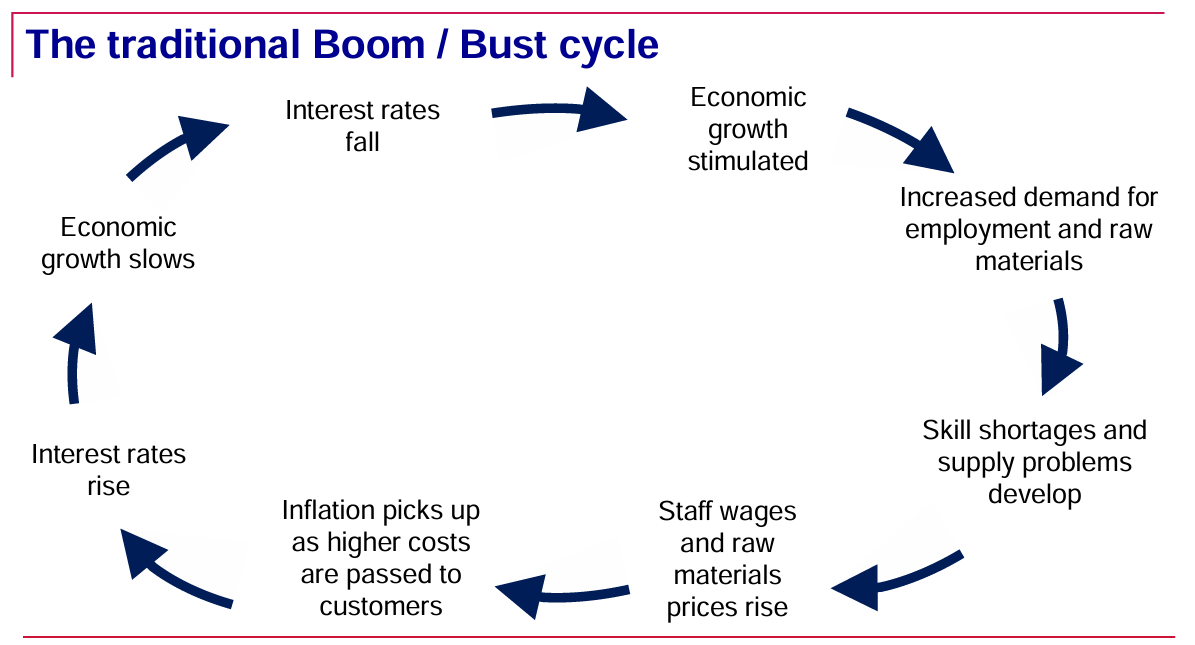 The traditional Boom / Bust cycle
Interest rates
fall
Economic
growth
stimulated
Increased demand for
employment and raw
materials
Skill shortages and
supply problems
develop
Staff wages
and raw
materials
prices rise
Inflation picks up
as higher costs
are passed to
customers
Interest rates
rise
Economic
growth slows